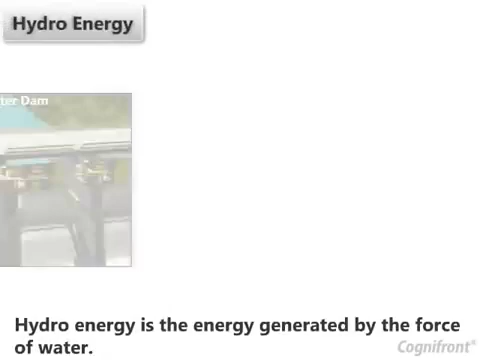 Hydro Energy
ter Dam
Hydro energy is the energy generated by the force
of water.
Cognifront®